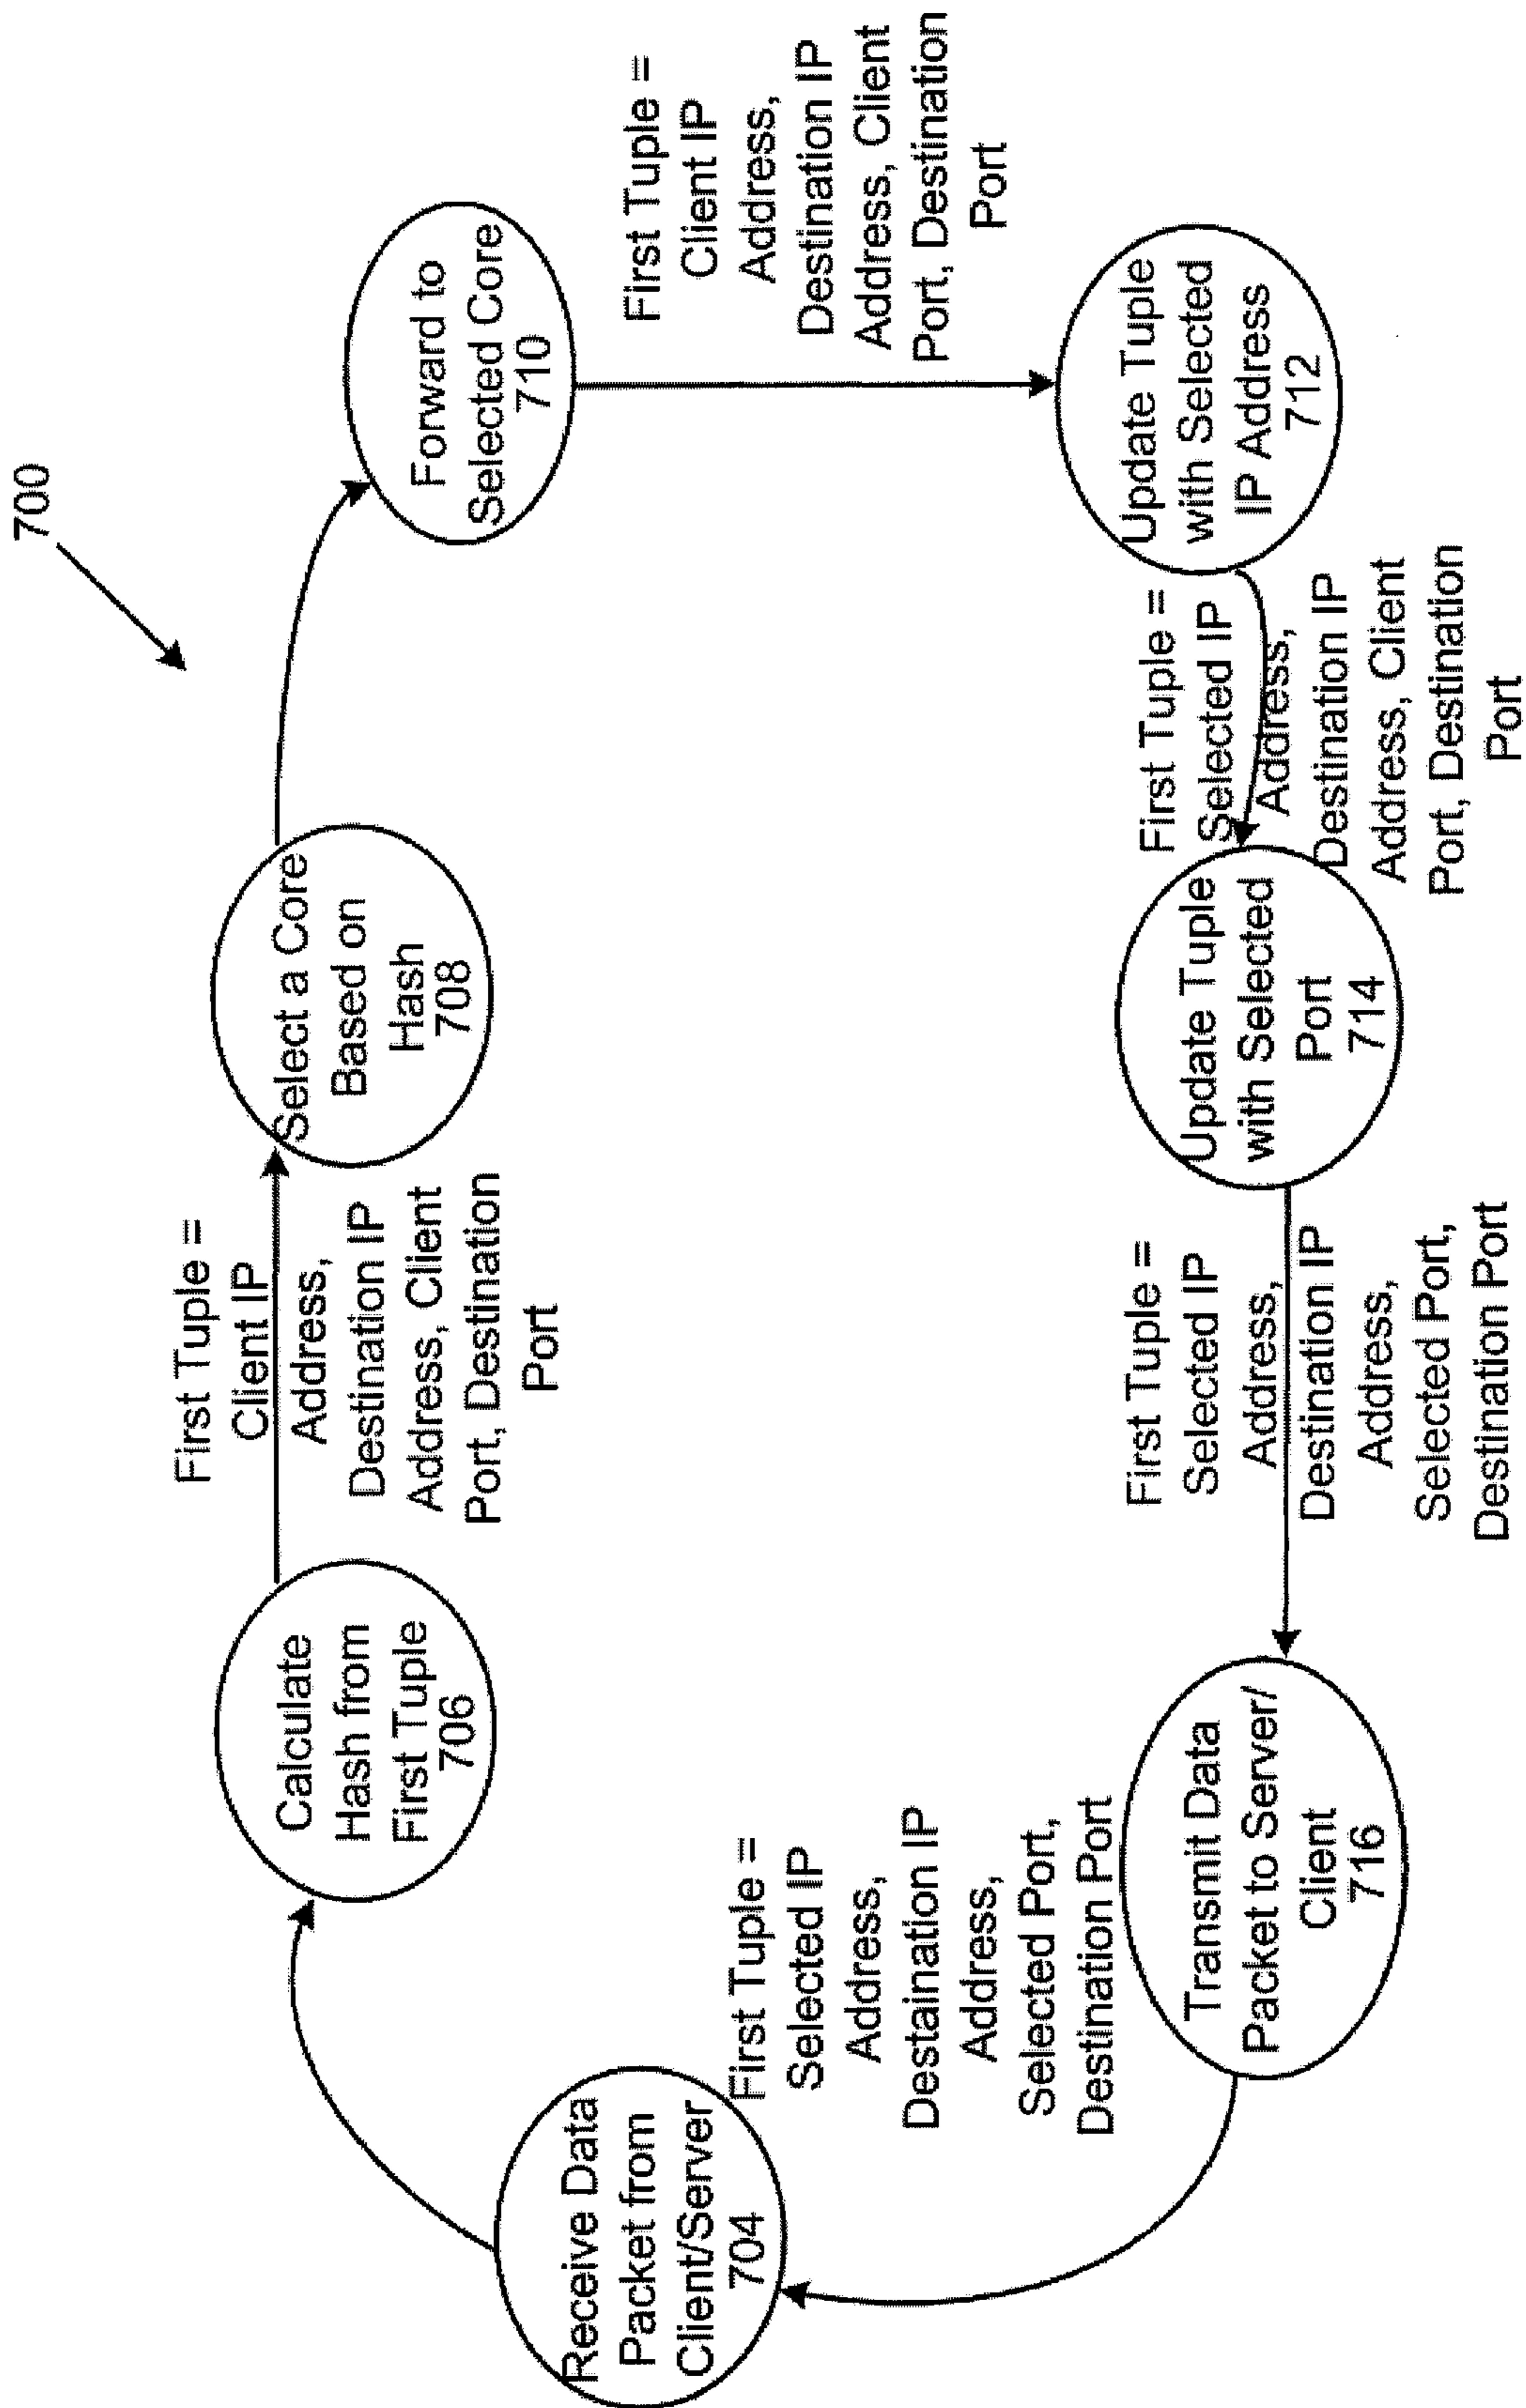 700
Receive Data
Packet from
Client/Server
704
Calculate
Hash from
First Tuple
706
First Tuple =
Client IP
Address,
Destination IP
Address, Client
Port, Destination
Port
Select a Core
Based on
Hash
708
Forward to
Selected Core
710
First Tuple =
Client IP
Address,
Destination IP
Address, Client
Port, Destination
Port
Update Tuple
with Selected
IP Address
712
First Tuple =
Selected IP
Address,
Destination IP
Address, Client
Port, Destination
Port
Update Tuple
with Selected
Port
714
First Tuple =
Selected IP
Address,
Destination IP
Address,
Selected Port,
Destination Port
Transmit Data
Packet to Server/
Client
716
First Tuple =
Selected IP
Address,
Destaination IP
Address,
Selected Port,
Destination Port